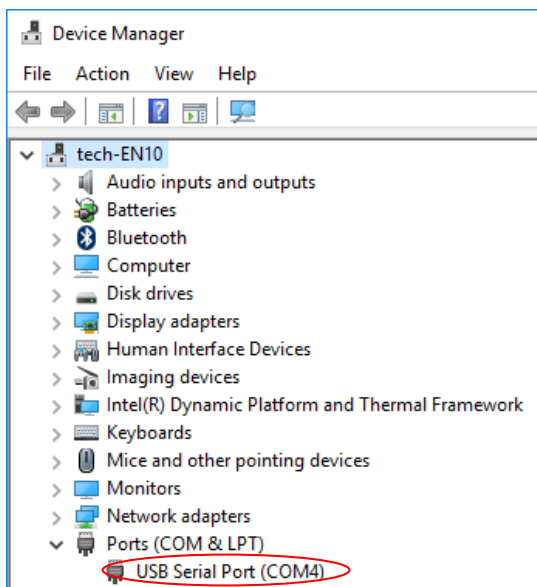 Device Manager
File Action View Help
tech-EN10
Audio inputs and outputs
Batteries
Bluetooth
Computer
Disk drives
Display adapters
Human Interface Devices
Imaging devices
Intel(R) Dynamic Platform and Thermal Framework
Keyboards
Mice and other pointing devices
Monitors
Network adapters
Ports (COM & LPT)
USB Serial Port (COM4)